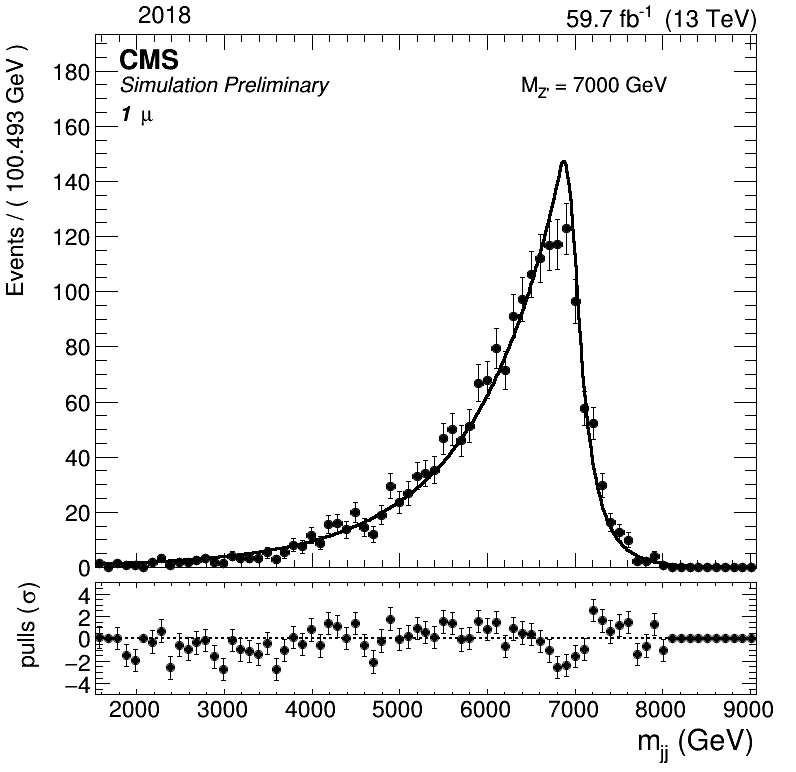 2018 59.7 fb⁻¹ (13 TeV)
CMS
Simulation Preliminary
M_Z' = 7000 GeV
1 μ
Events / ( 100.493 GeV )
180
160
140
120
100
80
60
40
20
0
pulls (σ)
4
2
0
−2
−4
2000 3000 4000 5000 6000 7000 8000 9000
m_jj (GeV)